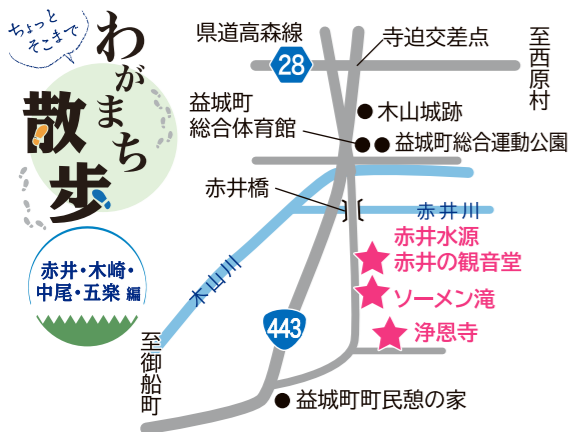 ちょっと
そこまで
わがまち
散歩
赤井・木崎・
中尾・五楽 編
県道高森線
28
寺迫交差点
至西原村
益城町
総合体育館
木山城跡
益城町総合運動公園
赤井橋
赤井川
木山川
赤井水源
赤井の観音堂
ソーメン滝
浄恩寺
443
至御船町
益城町町民憩の家